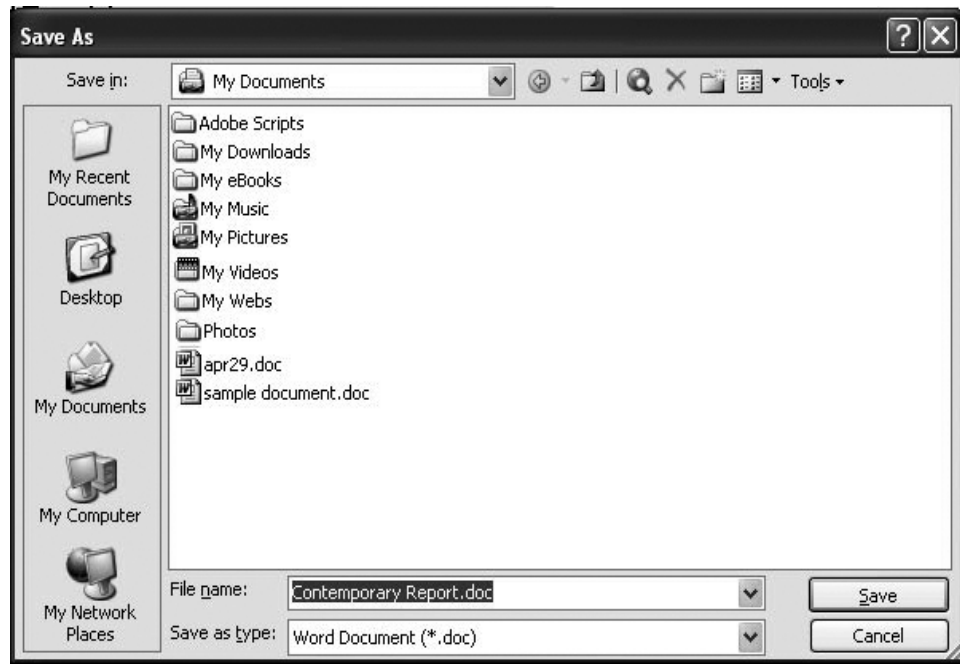 Save As
Save in:
My Documents
Tools
My Recent
Documents
Desktop
My Documents
My Computer
My Network
Places
Adobe Scripts
My Downloads
My eBooks
My Music
My Pictures
My Videos
My Webs
Photos
apr29.doc
sample document.doc
File name:
Contemporary Report.doc
Save
Save as type:
Word Document (*.doc)
Cancel